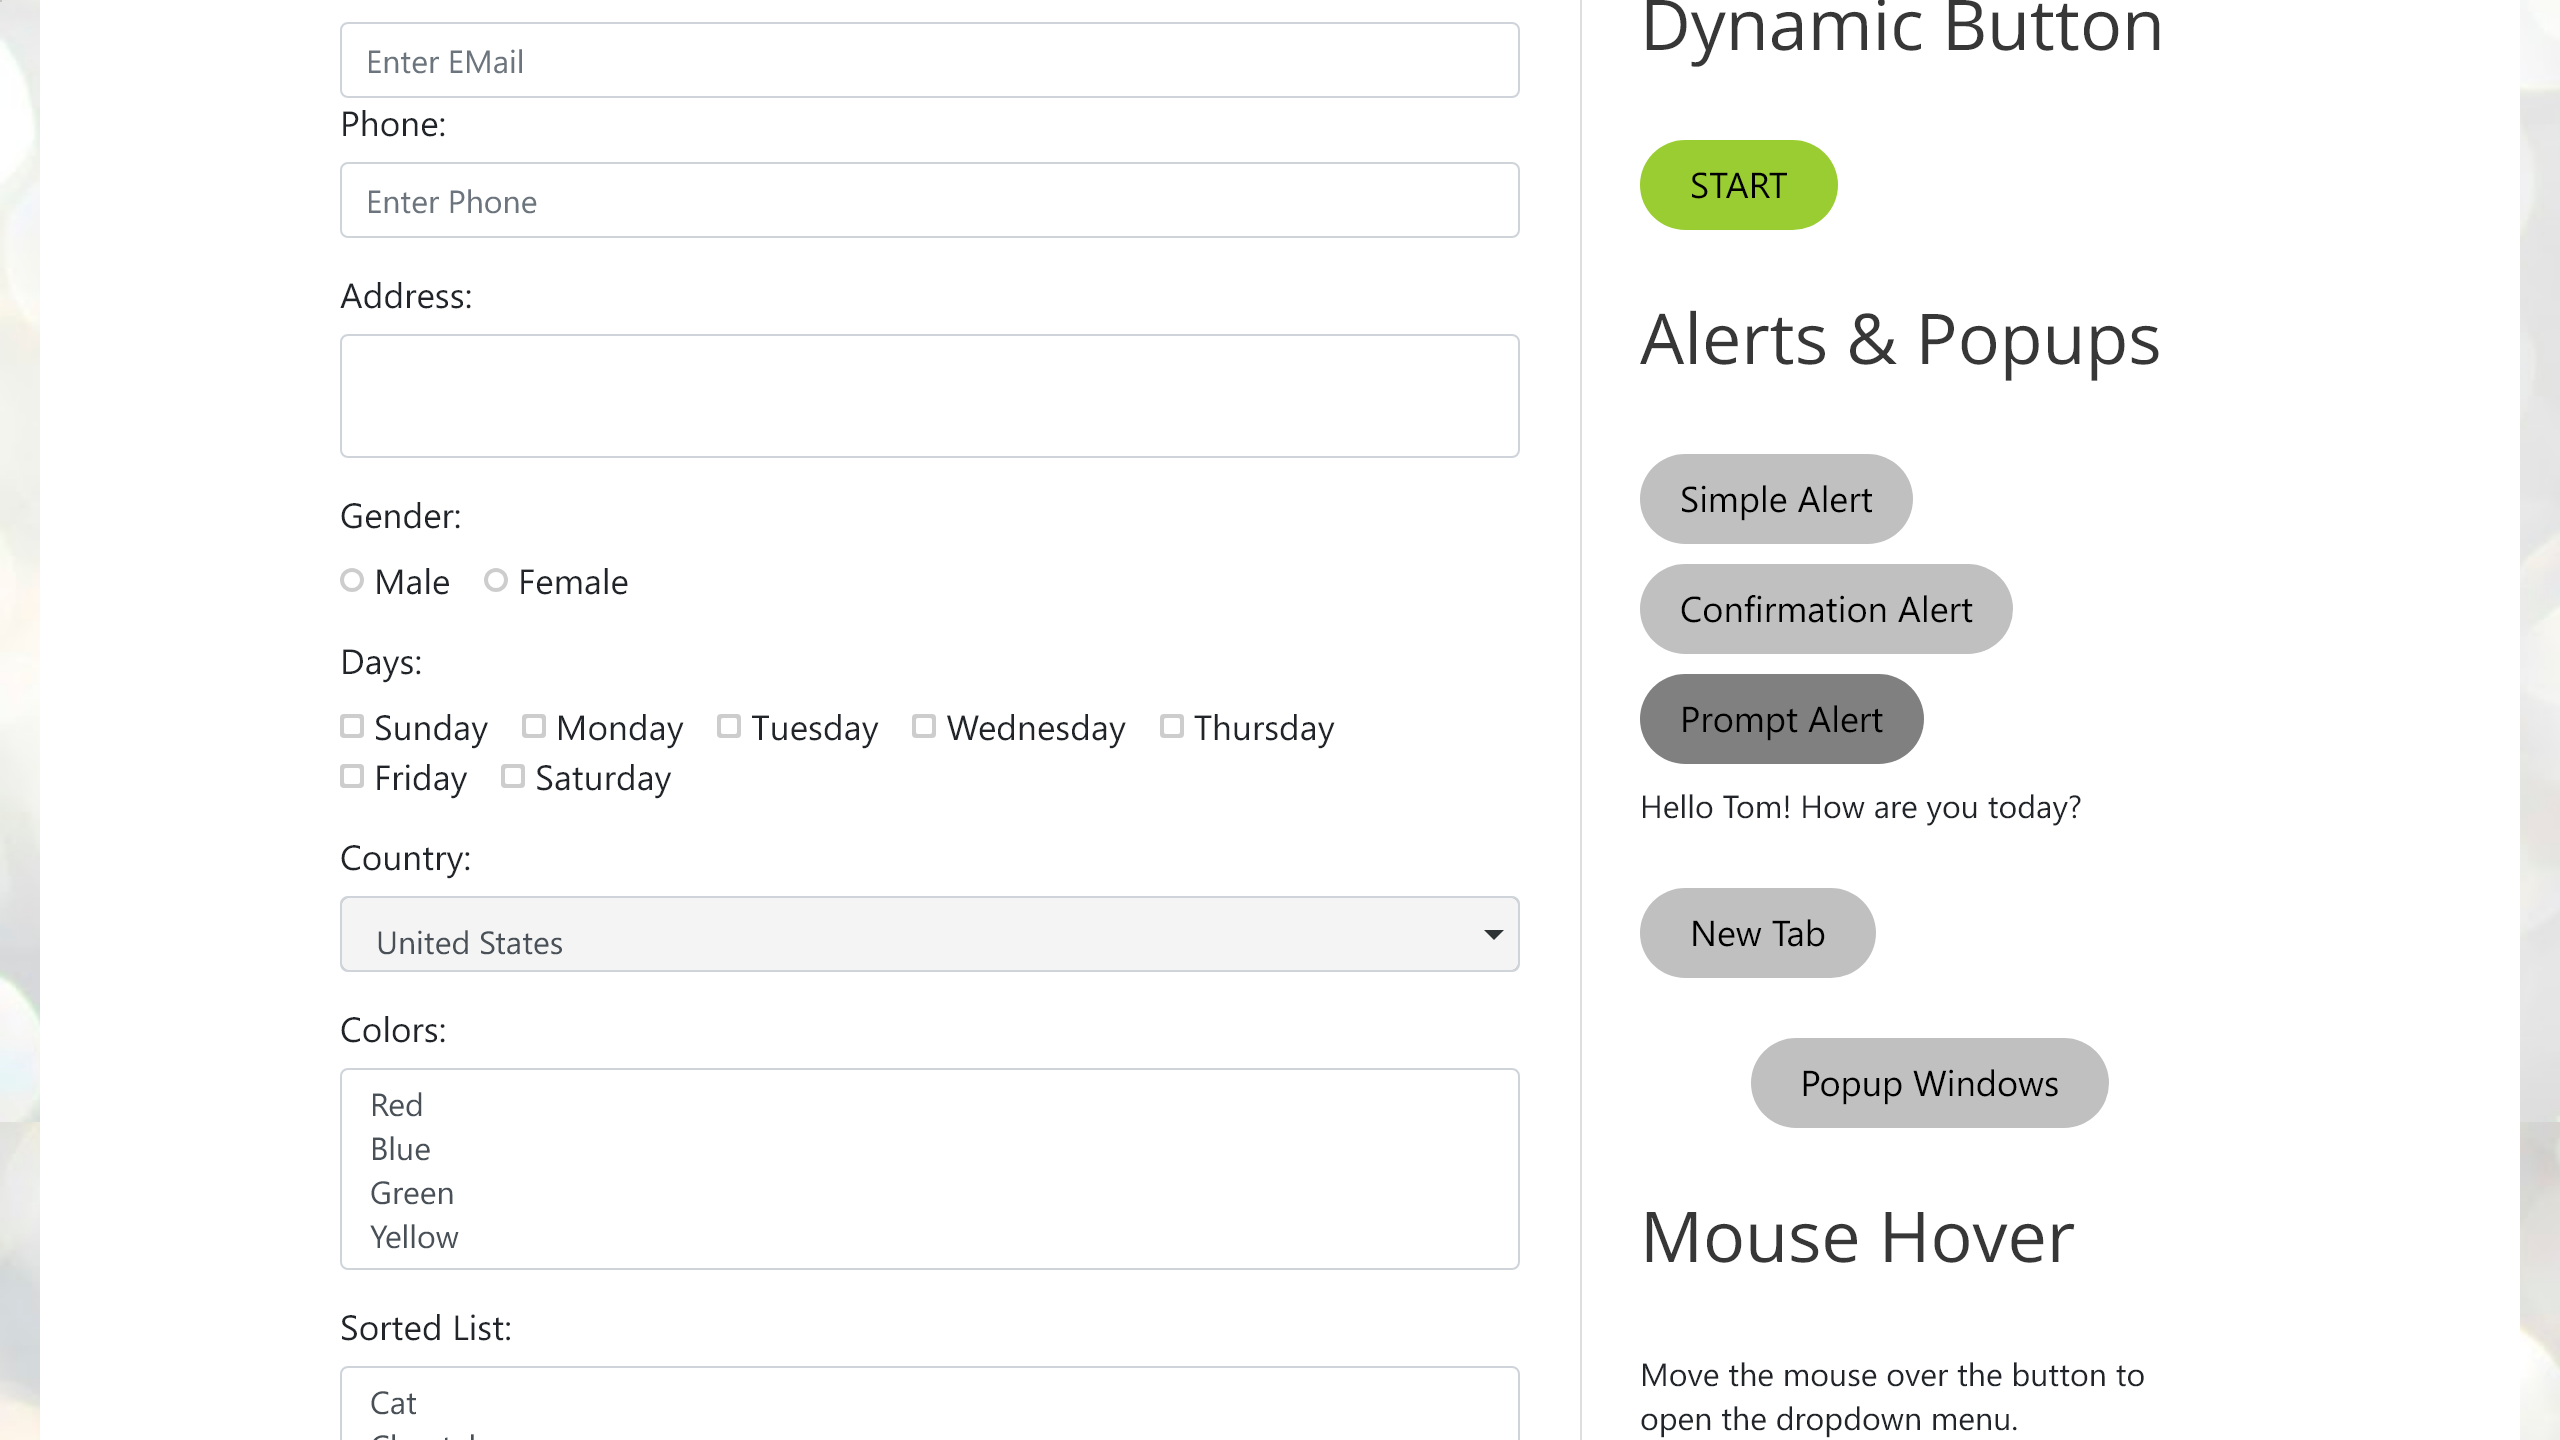 Enter EMail
Phone:
Enter Phone
Address:
Gender:
Male Female
Days:
Sunday Monday Tuesday Wednesday Thursday
Friday Saturday
Country:
United States
Colors:
Red
Blue
Green
Yellow
Sorted List:
Cat
Dynamic Button
START
Alerts & Popups
Simple Alert
Confirmation Alert
Prompt Alert
Hello Tom! How are you today?
New Tab
Popup Windows
Mouse Hover
Move the mouse over the button to
open the dropdown menu.